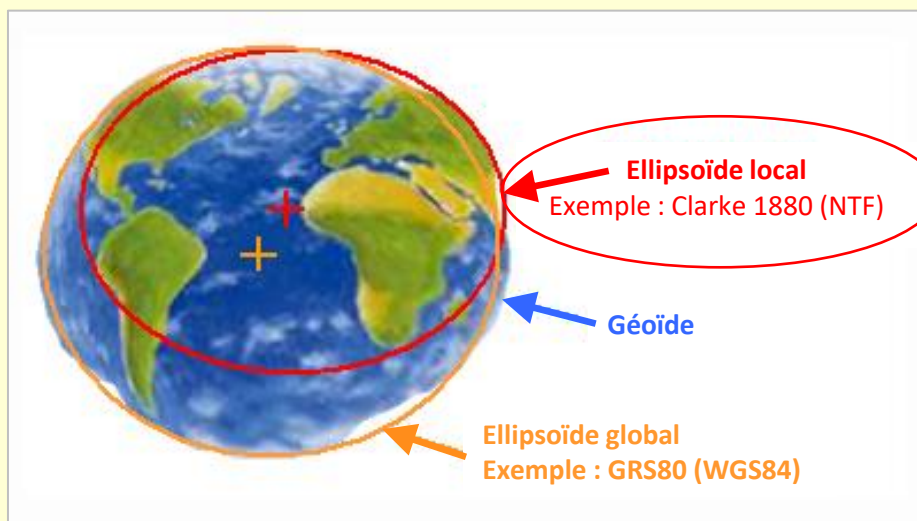 Ellipsoïde local
Exemple : Clarke 1880 (NTF)
Géoïde
Ellipsoïde global
Exemple : GRS80 (WGS84)